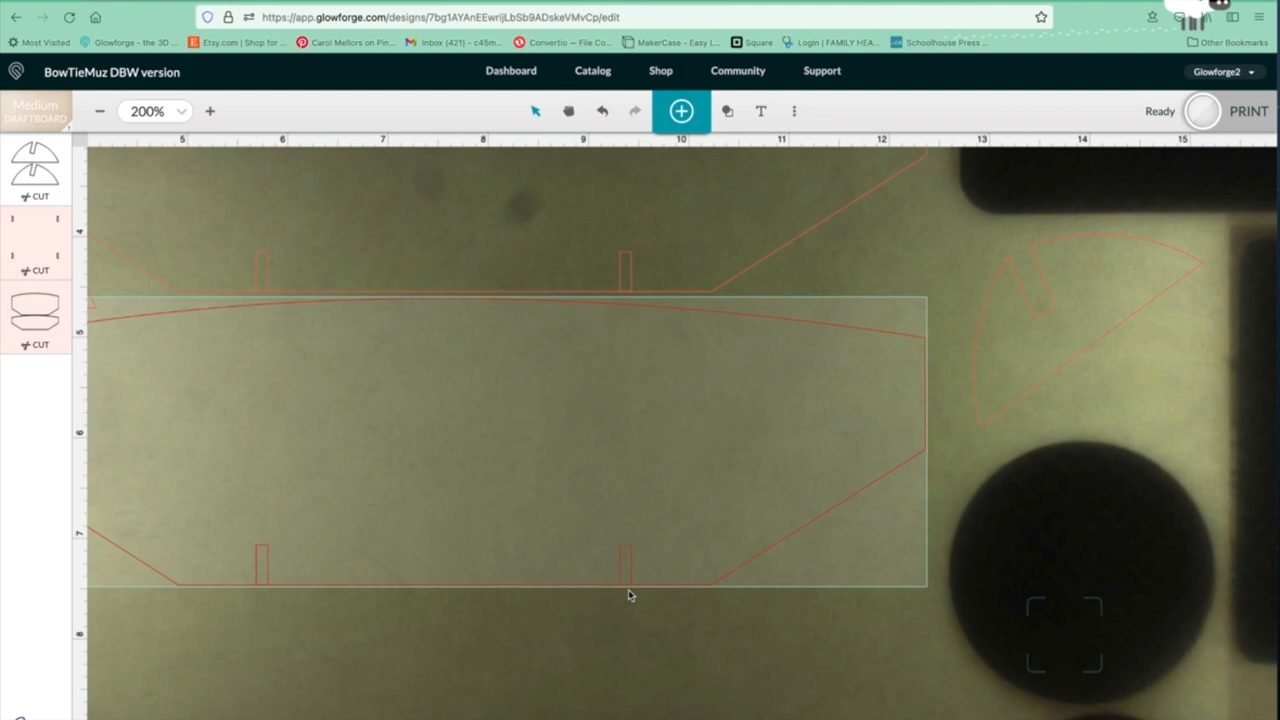 https://app.glowforge.com/designs/7bg1AYAnEEwrijLbSb9ADskeVMvCp/edit
Most Visited Glowforge - the 3D ... Etsy.com | Shop for ... Carol Mellors on Pin... Inbox (421) - c45m... Convertio — File Co... MakerCase - Easy L... Square Login | FAMILY HEA... Schoolhouse Press ... Other Bookmarks
BowTieMuz DBW version Dashboard Catalog Shop Community Support Glowforge2
Medium
DRAFTBOARD
200% T Ready PRINT
5 6 7 8 9 10 11 12 13 14 15
CUT
4
CUT
5
CUT
6
7
8